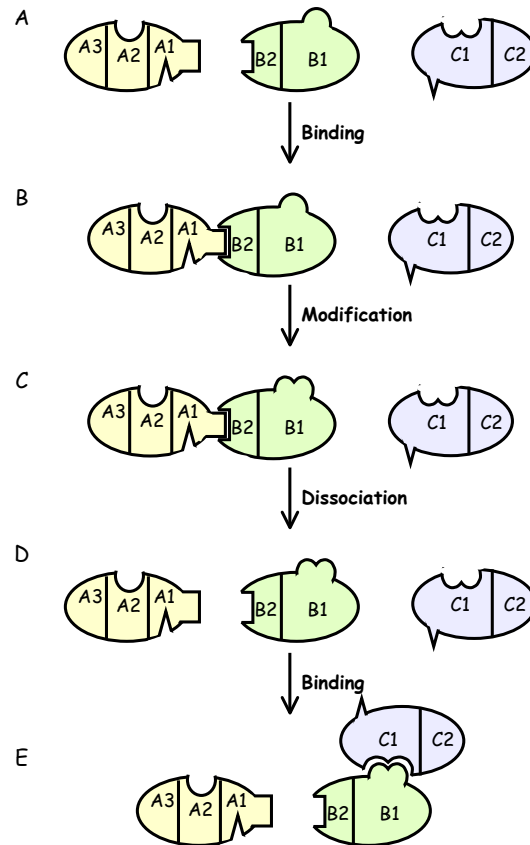 A
A3 A2 A1 B2 B1 C1 C2
Binding
B
A3 A2 A1 B2 B1 C1 C2
Modification
C
A3 A2 A1 B2 B1 C1 C2
Dissociation
D
A3 A2 A1 B2 B1 C1 C2
Binding
C1 C2
E
A3 A2 A1 B2 B1